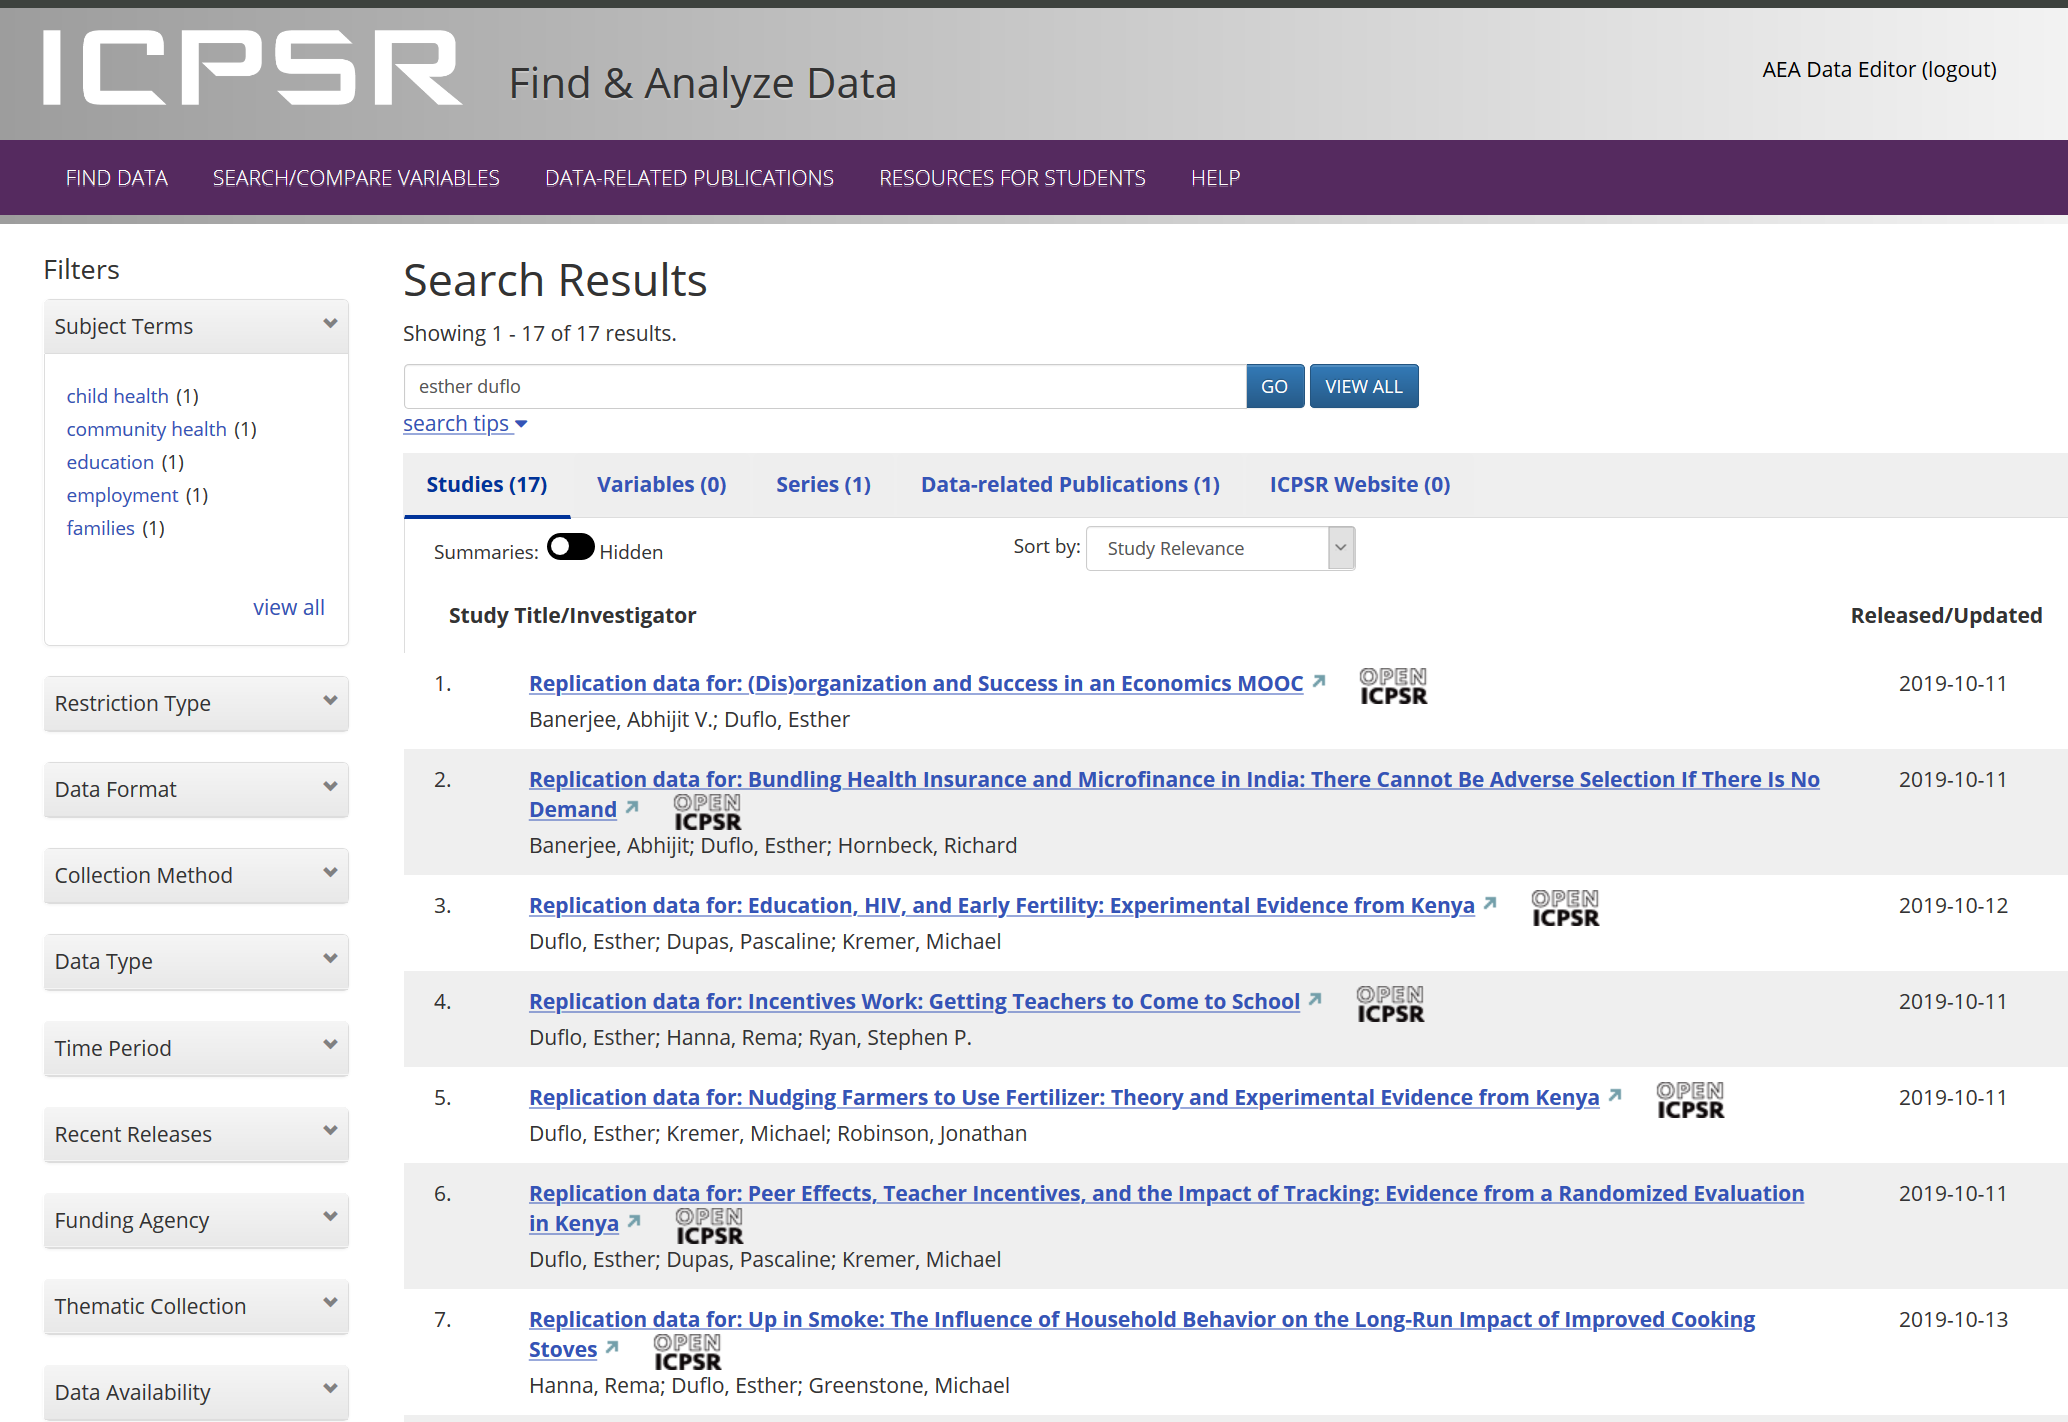 ICPSR Find & Analyze Data
AEA Data Editor (logout)
FIND DATA SEARCH/COMPARE VARIABLES DATA-RELATED PUBLICATIONS RESOURCES FOR STUDENTS HELP
Filters
Subject Terms
child health (1)
community health (1)
education (1)
employment (1)
families (1)
view all
Restriction Type
Data Format
Collection Method
Data Type
Time Period
Recent Releases
Funding Agency
Thematic Collection
Data Availability
Search Results
Showing 1 - 17 of 17 results.
esther duflo GO VIEW ALL
search tips
Studies (17) Variables (0) Series (1) Data-related Publications (1) ICPSR Website (0)
Summaries: Hidden Sort by: Study Relevance
Study Title/Investigator Released/Updated
1. Replication data for: (Dis)organization and Success in an Economics MOOC OPEN ICPSR 2019-10-11
Banerjee, Abhijit V.; Duflo, Esther
2. Replication data for: Bundling Health Insurance and Microfinance in India: There Cannot Be Adverse Selection If There Is No 2019-10-11
Demand OPEN ICPSR
Banerjee, Abhijit; Duflo, Esther; Hornbeck, Richard
3. Replication data for: Education, HIV, and Early Fertility: Experimental Evidence from Kenya OPEN ICPSR 2019-10-12
Duflo, Esther; Dupas, Pascaline; Kremer, Michael
4. Replication data for: Incentives Work: Getting Teachers to Come to School OPEN ICPSR 2019-10-11
Duflo, Esther; Hanna, Rema; Ryan, Stephen P.
5. Replication data for: Nudging Farmers to Use Fertilizer: Theory and Experimental Evidence from Kenya OPEN ICPSR 2019-10-11
Duflo, Esther; Kremer, Michael; Robinson, Jonathan
6. Replication data for: Peer Effects, Teacher Incentives, and the Impact of Tracking: Evidence from a Randomized Evaluation 2019-10-11
in Kenya OPEN ICPSR
Duflo, Esther; Dupas, Pascaline; Kremer, Michael
7. Replication data for: Up in Smoke: The Influence of Household Behavior on the Long-Run Impact of Improved Cooking 2019-10-13
Stoves OPEN ICPSR
Hanna, Rema; Duflo, Esther; Greenstone, Michael